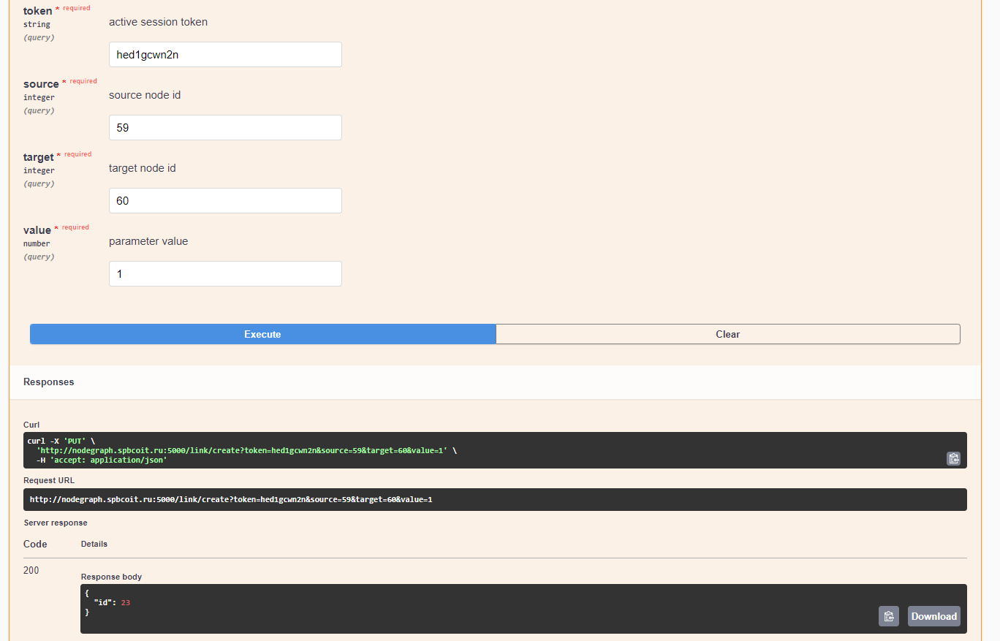 token * required
string
(query)
active session token
hed1gcwn2n
source * required
integer
(query)
source node id
59
target * required
integer
(query)
target node id
60
value * required
number
(query)
parameter value
1
Execute
Clear
Responses
Curl
curl -X 'PUT' \
'http://nodegraph.spbcoit.ru:5000/link/create?token=hed1gcwn2n&source=59&target=60&value=1' \
-H 'accept: application/json'
Request URL
http://nodegraph.spbcoit.ru:5000/link/create?token=hed1gcwn2n&source=59&target=60&value=1
Server response
Code Details
200
Response body
{
"id": 23
}
Download